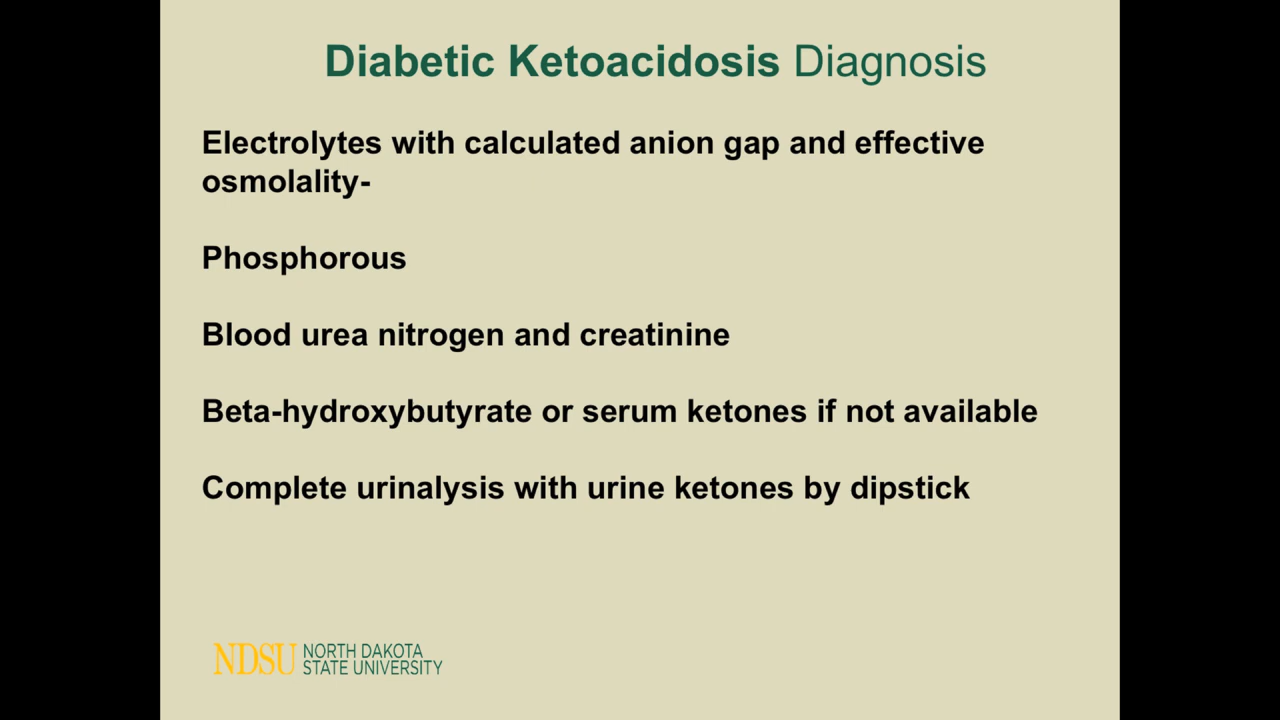 Diabetic Ketoacidosis Diagnosis
Electrolytes with calculated anion gap and effective
osmolality-
Phosphorous
Blood urea nitrogen and creatinine
Beta-hydroxybutyrate or serum ketones if not available
Complete urinalysis with urine ketones by dipstick
NDSU NORTH DAKOTA
STATE UNIVERSITY